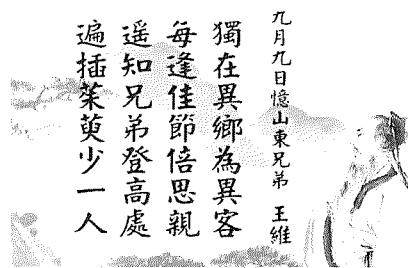 九月九日憶山東兄弟 王維
獨在異鄉為異客
每逢佳節倍思親
遥知兄弟登高處
遍插茱萸少一人